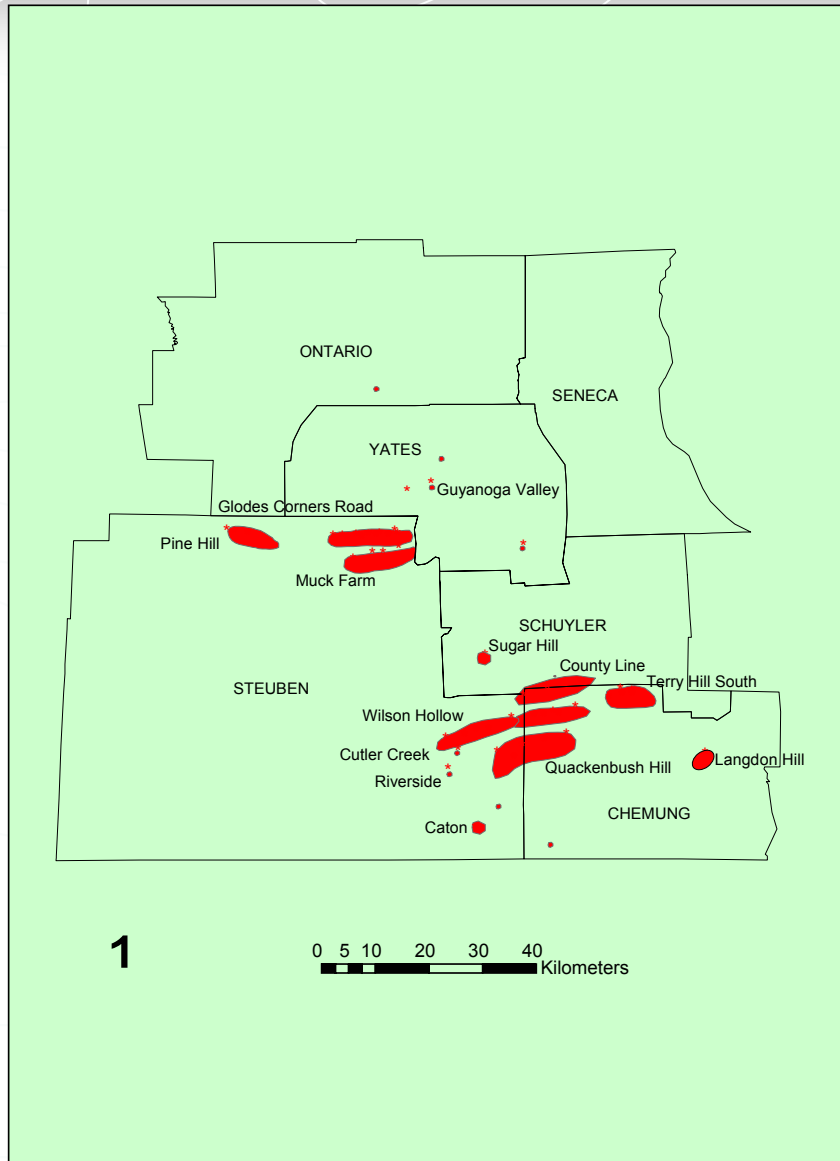 ONTARIO
SENECA
YATES
Guyanoga Valley
Glodes Corners Road
Pine Hill
Muck Farm
SCHUYLER
Sugar Hill
County Line
Terry Hill South
STEUBEN
Wilson Hollow
Cutler Creek
Langdon Hill
Quackenbush Hill
Riverside
CHEMUNG
Caton
1
0 5 10 20 30 40
Kilometers